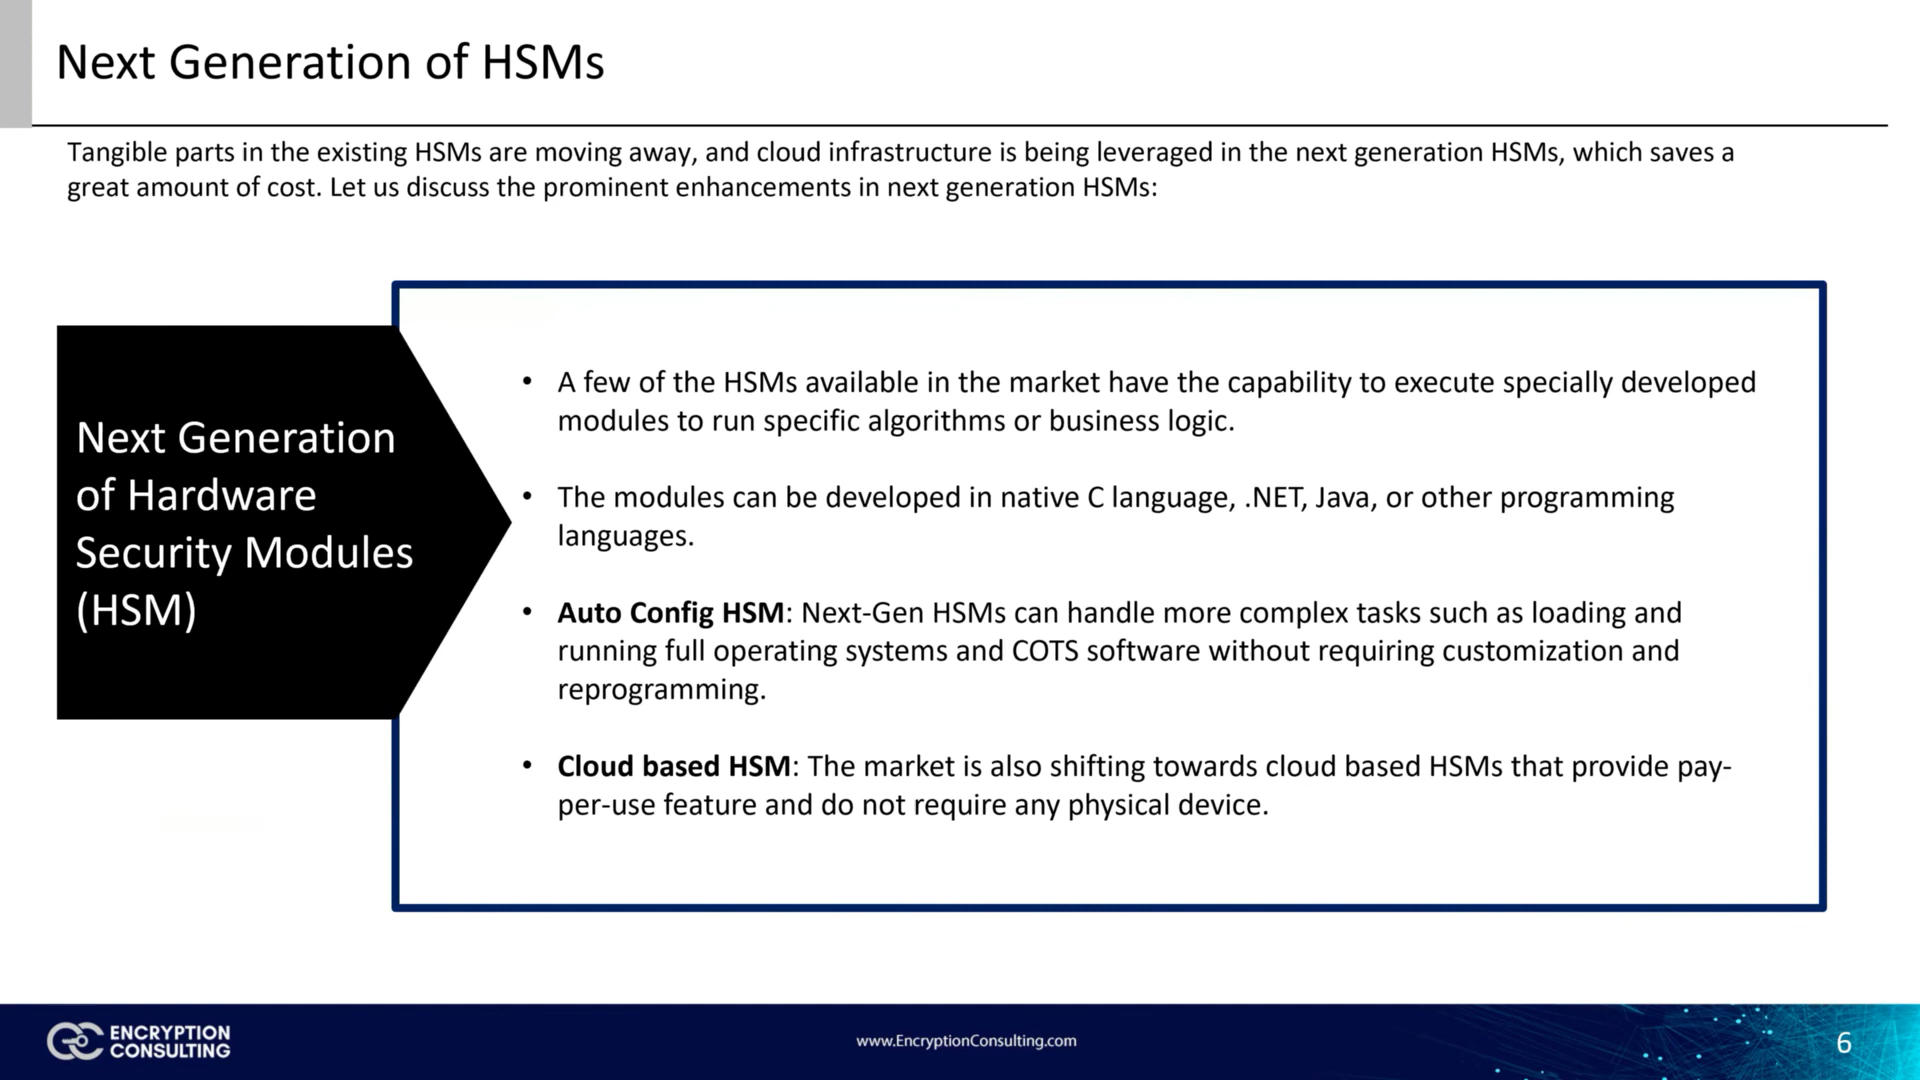 Next Generation of HSMs
Tangible parts in the existing HSMs are moving away, and cloud infrastructure is being leveraged in the next generation HSMs, which saves a
great amount of cost. Let us discuss the prominent enhancements in next generation HSMs:
Next Generation
of Hardware
Security Modules
(HSM)
• A few of the HSMs available in the market have the capability to execute specially developed
modules to run specific algorithms or business logic.
• The modules can be developed in native C language, .NET, Java, or other programming
languages.
• Auto Config HSM: Next-Gen HSMs can handle more complex tasks such as loading and
running full operating systems and COTS software without requiring customization and
reprogramming.
• Cloud based HSM: The market is also shifting towards cloud based HSMs that provide pay-
per-use feature and do not require any physical device.
ENCRYPTION
CONSULTING
www.EncryptionConsulting.com
6